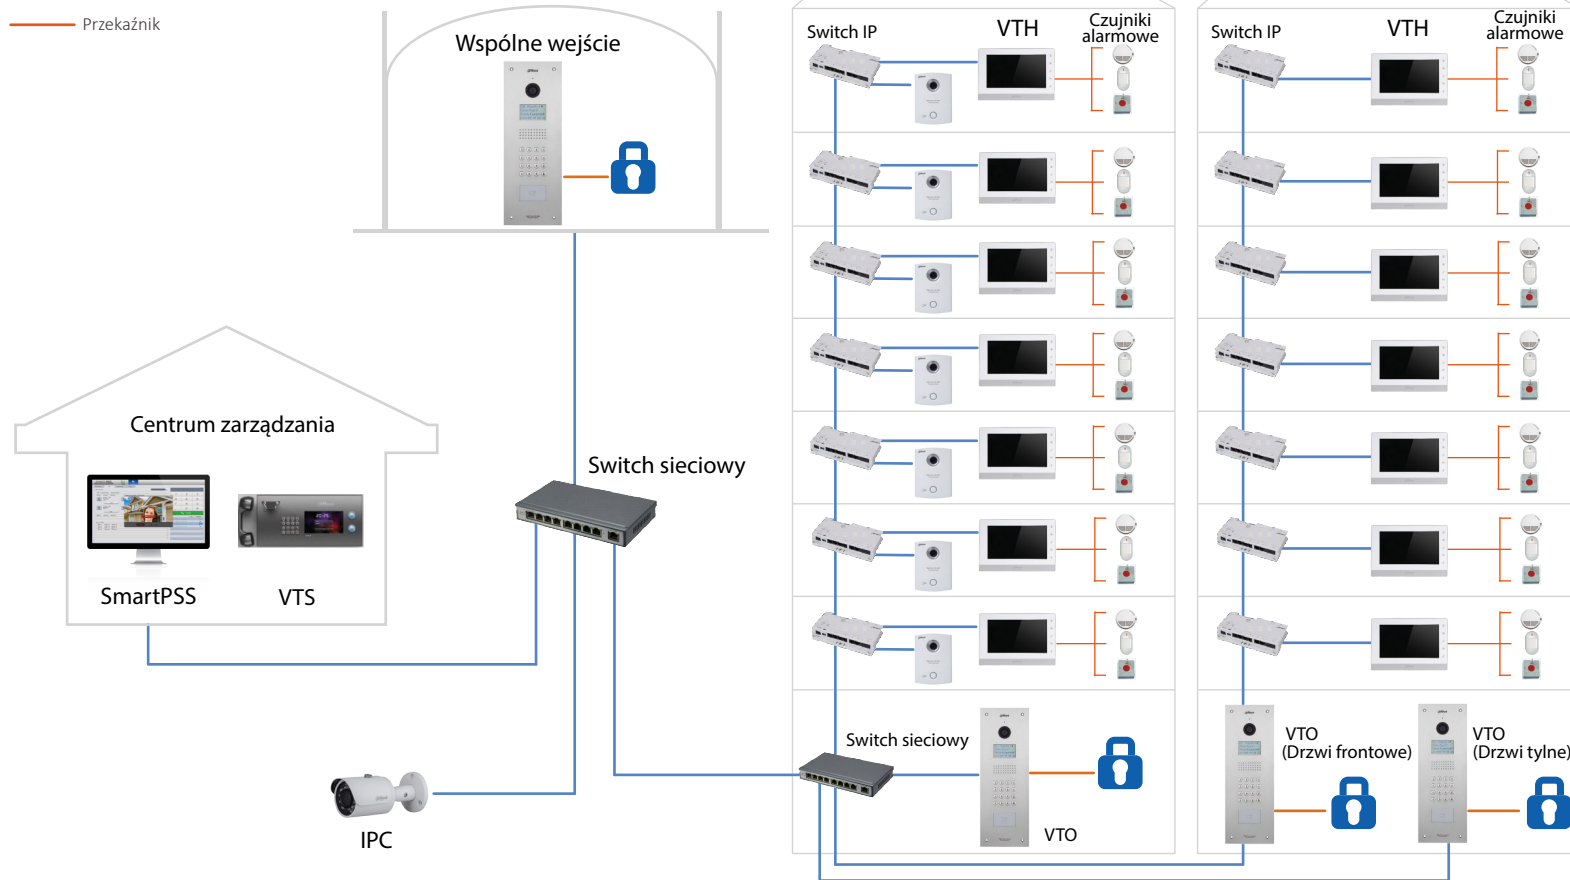 Przekaźnik
Wspólne wejście
Switch IP
VTH
Czujniki
alarmowe
Switch IP
VTH
Czujniki
alarmowe
Centrum zarządzania
SmartPSS
VTS
Switch sieciowy
IPC
Switch sieciowy
VTO
VTO
(Drzwi frontowe)
VTO
(Drzwi tylne)